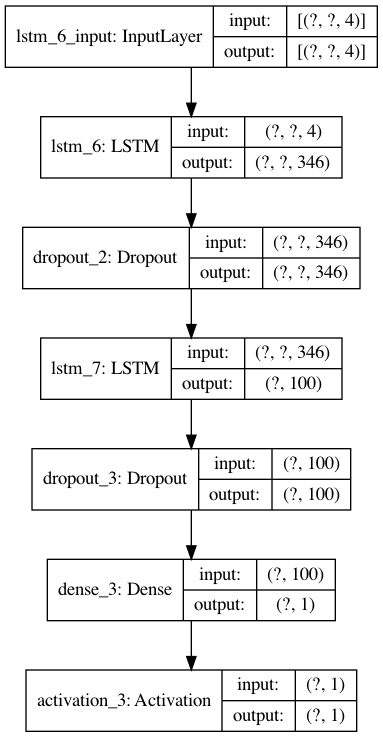 lstm_6_input: InputLayer
input: [(?, ?, 4)]
output: [(?, ?, 4)]
lstm_6: LSTM
input: (?, ?, 4)
output: (?, ?, 346)
dropout_2: Dropout
input: (?, ?, 346)
output: (?, ?, 346)
lstm_7: LSTM
input: (?, ?, 346)
output: (?, 100)
dropout_3: Dropout
input: (?, 100)
output: (?, 100)
dense_3: Dense
input: (?, 100)
output: (?, 1)
activation_3: Activation
input: (?, 1)
output: (?, 1)